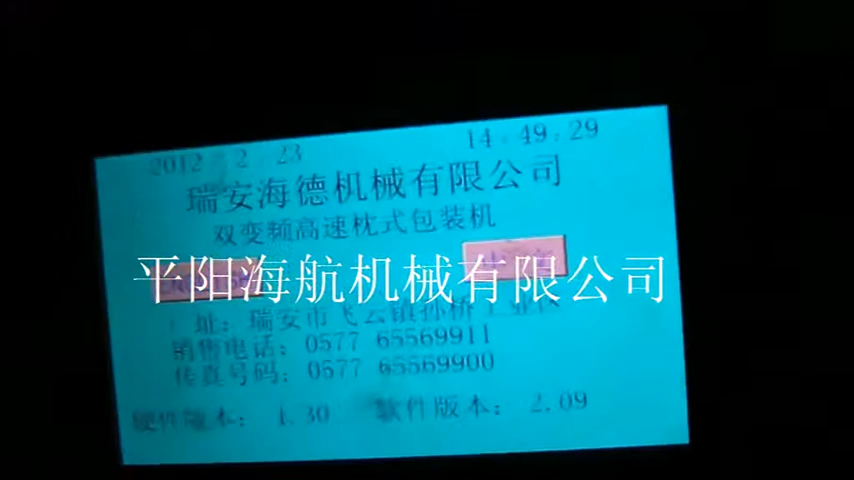 2012 2 23 14:49:29
瑞安海德机械有限公司
双变频高速枕式包装机
平阳海航机械有限公司
厂址：瑞安市飞云镇孙桥工业区
销售电话：0577 65569911
传真号码：0577 65569900
硬件版本：1.30 软件版本：2.09